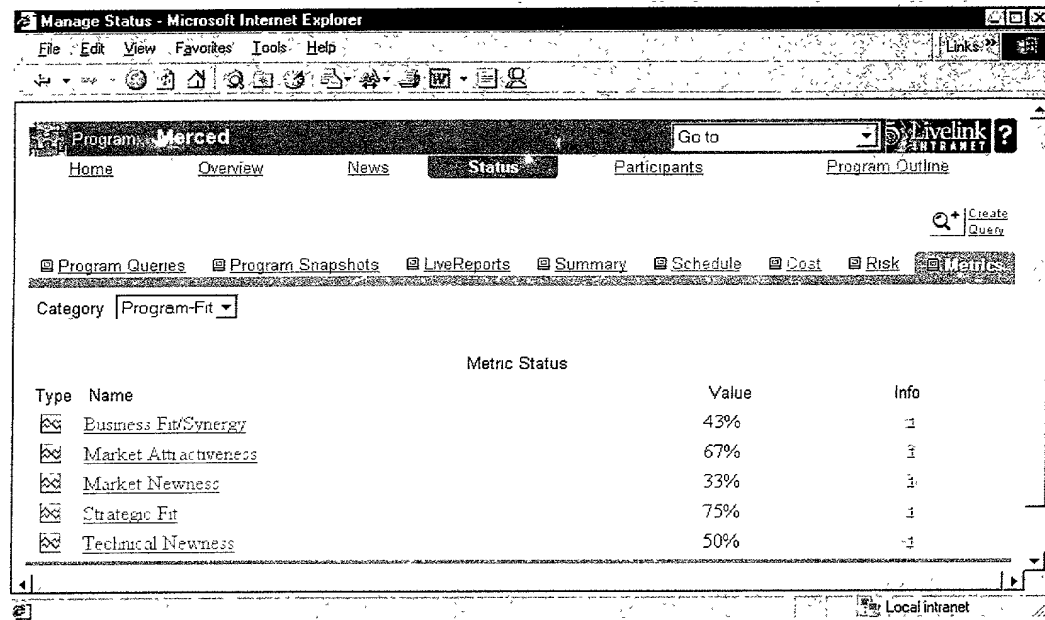 Manage Status - Microsoft Internet Explorer
File Edit View Favorites Tools Help Links »
Program: Merced Go to Livelink INTRANET ?
Home Overview News Status Participants Program Outline
Create Query
Program Queries Program Snapshots LiveReports Summary Schedule Cost Risk Metrics
Category Program-Fit
Metric Status
Type Name Value Info
Business Fit/Synergy 43%
Market Attractiveness 67%
Market Newness 33%
Strategic Fit 75%
Technical Newness 50%
Local intranet